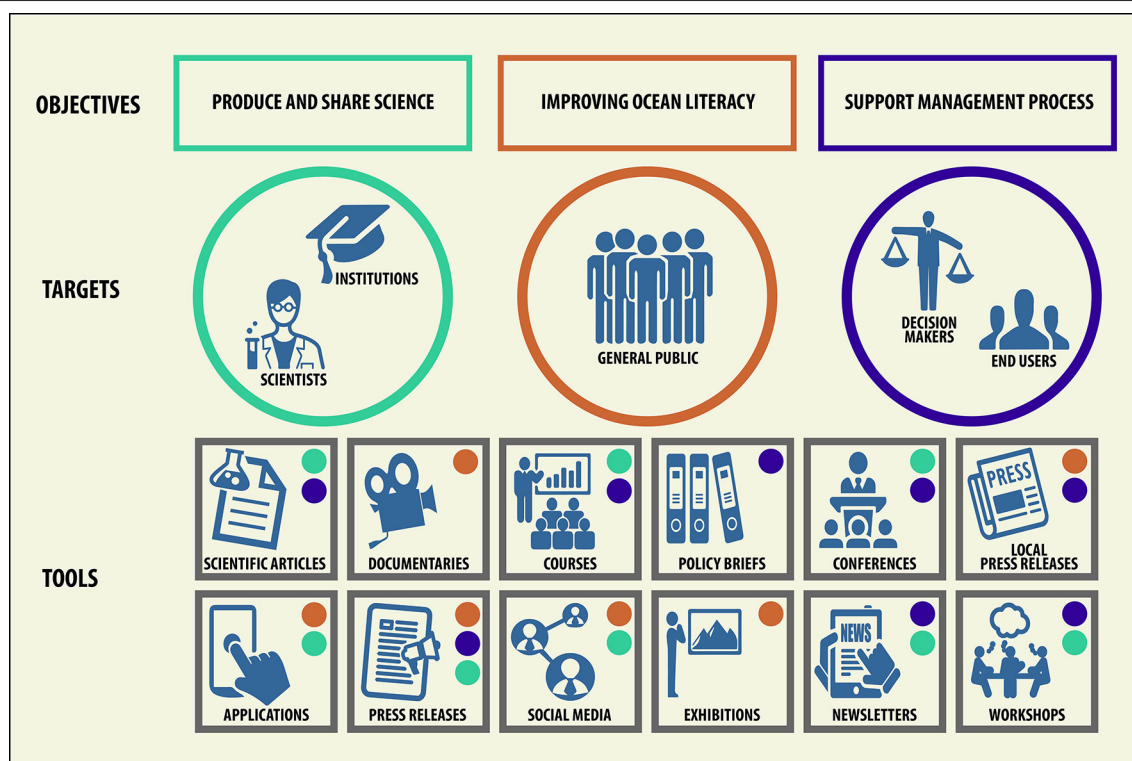 OBJECTIVES
PRODUCE AND SHARE SCIENCE
IMPROVING OCEAN LITERACY
SUPPORT MANAGEMENT PROCESS
TARGETS
INSTITUTIONS
SCIENTISTS
GENERAL PUBLIC
DECISION
MAKERS
END USERS
TOOLS
SCIENTIFIC ARTICLES
DOCUMENTARIES
COURSES
POLICY BRIEFS
CONFERENCES
PRESS
LOCAL
PRESS RELEASES
APPLICATIONS
PRESS RELEASES
SOCIAL MEDIA
EXHIBITIONS
NEWS
NEWSLETTERS
WORKSHOPS